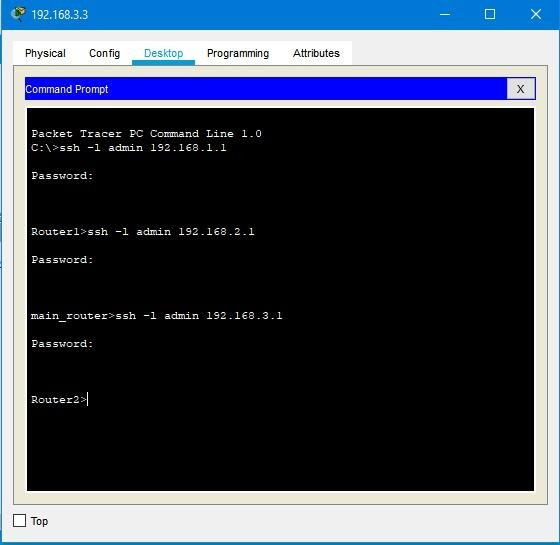 192.168.3.3
Physical Config Desktop Programming Attributes
Command Prompt
X
Packet Tracer PC Command Line 1.0
C:\>ssh -l admin 192.168.1.1
Password:
Router1>ssh -l admin 192.168.2.1
Password:
main_router>ssh -l admin 192.168.3.1
Password:
Router2>
Top